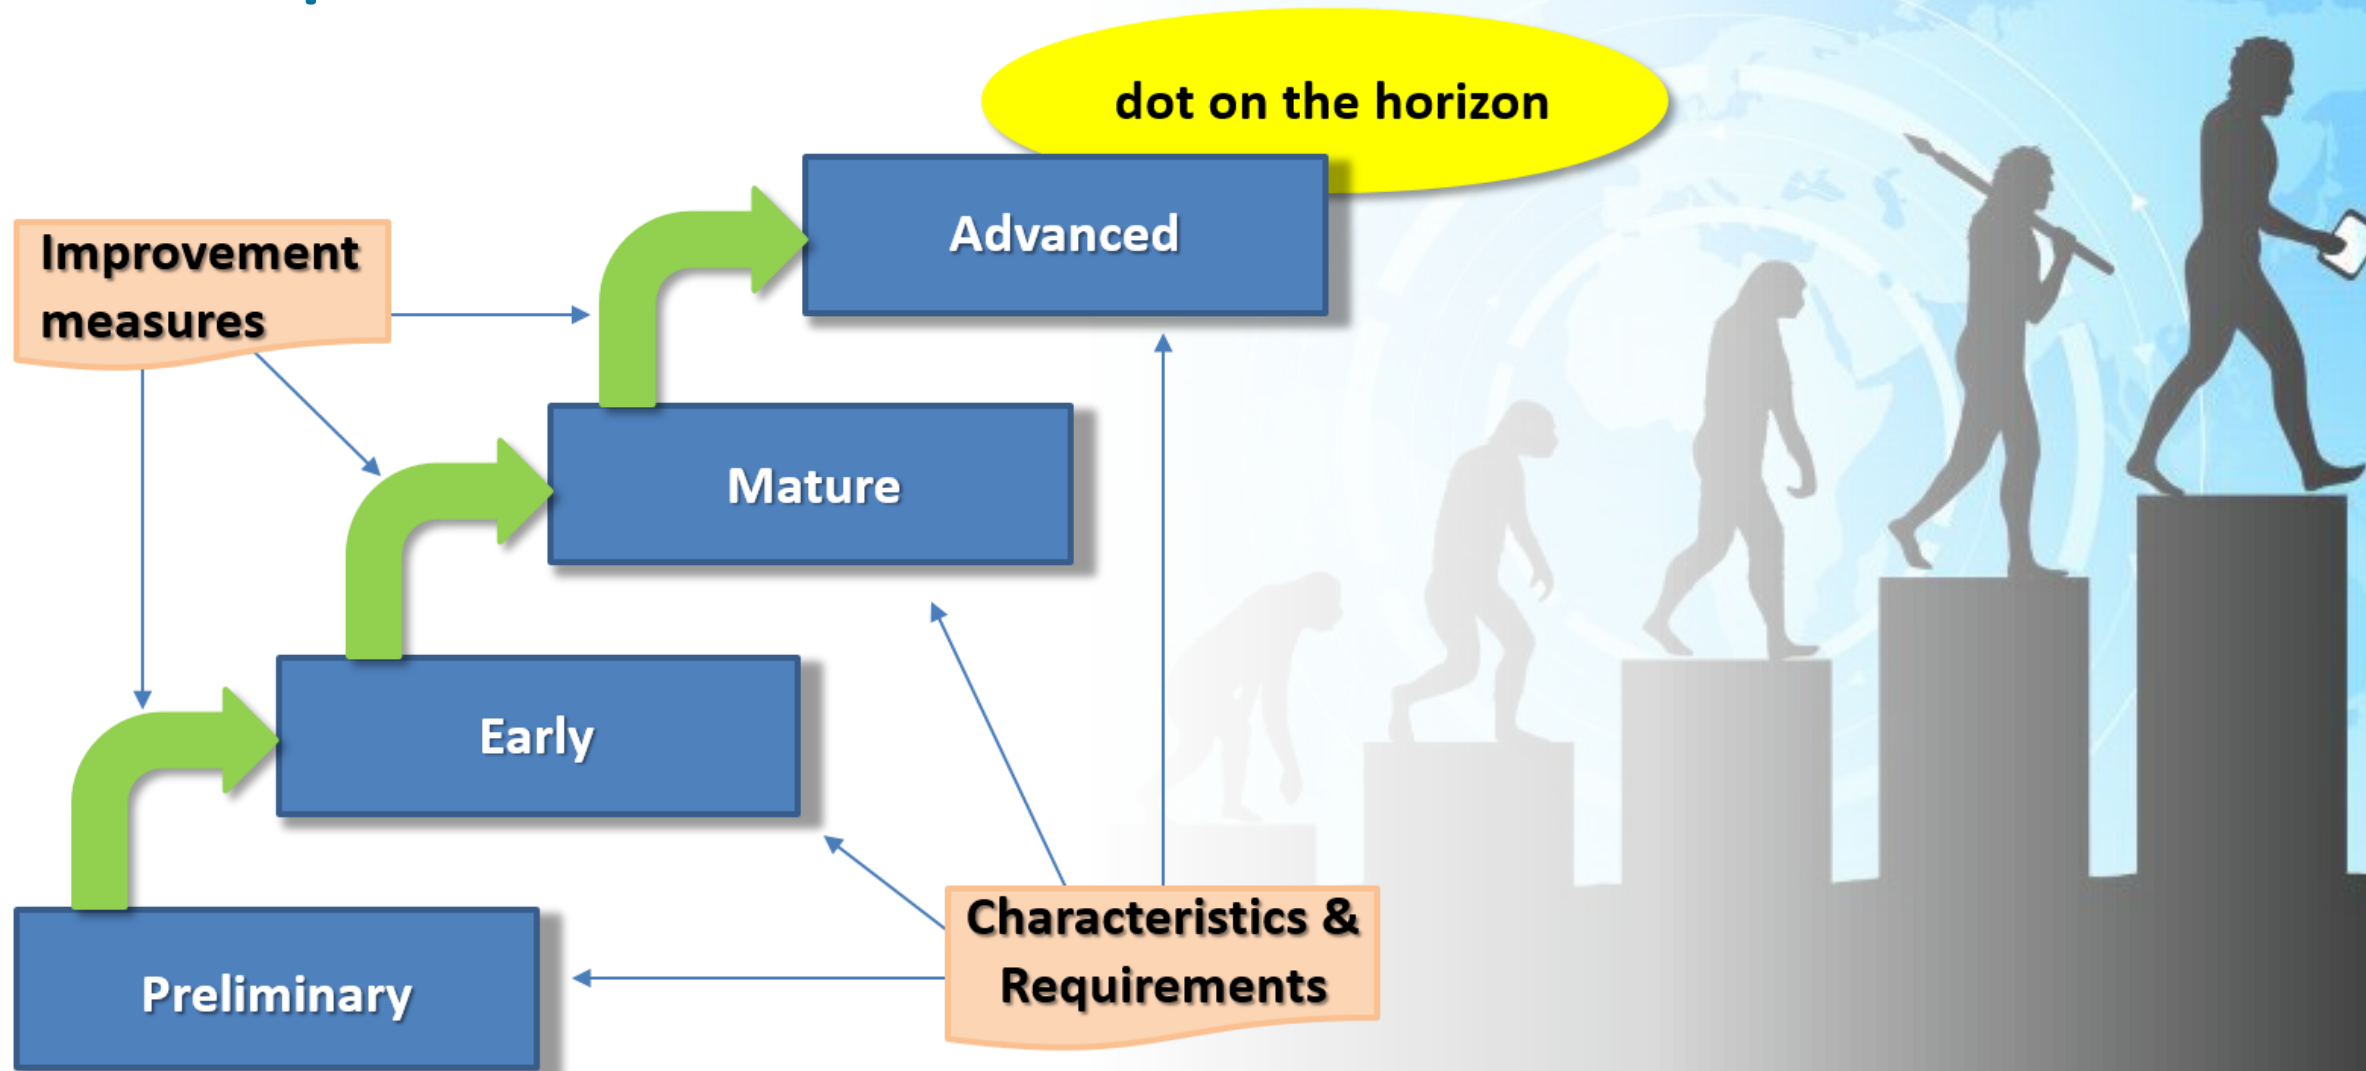 dot on the horizon
Advanced
Improvement
measures
Mature
Early
Characteristics &
Requirements
Preliminary